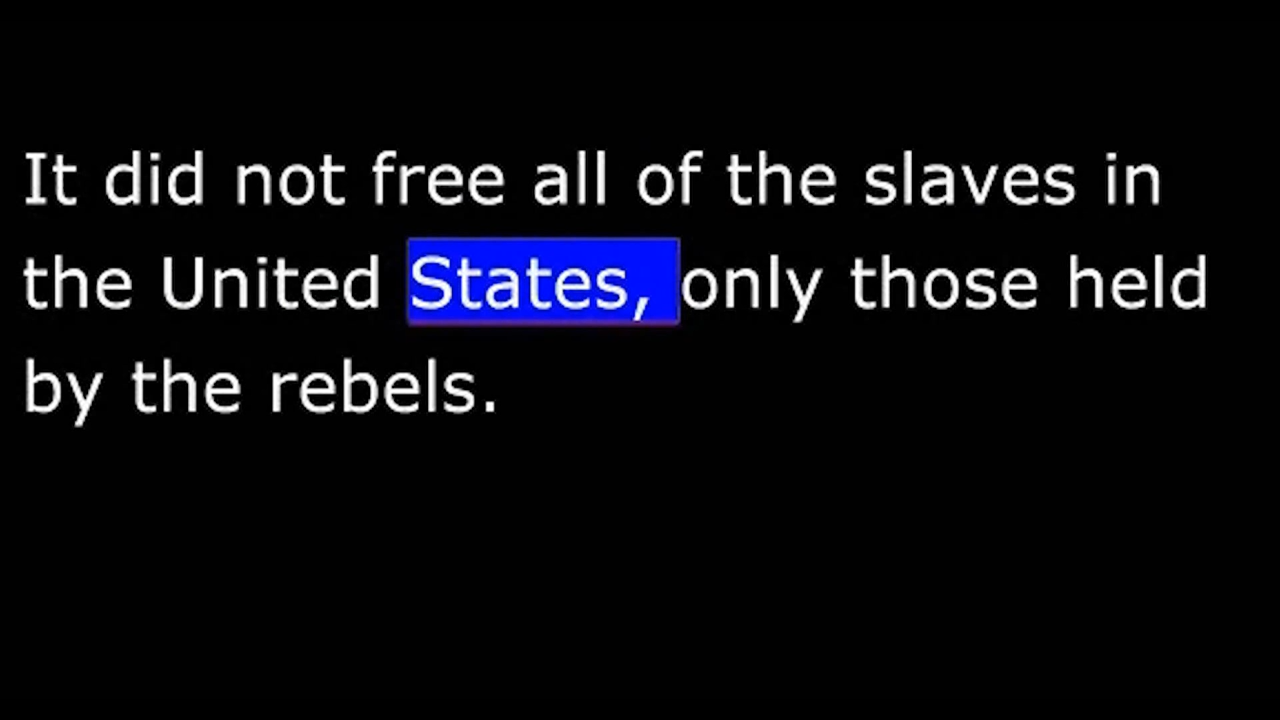 It did not free all of the slaves in
the United States, only those held
by the rebels.